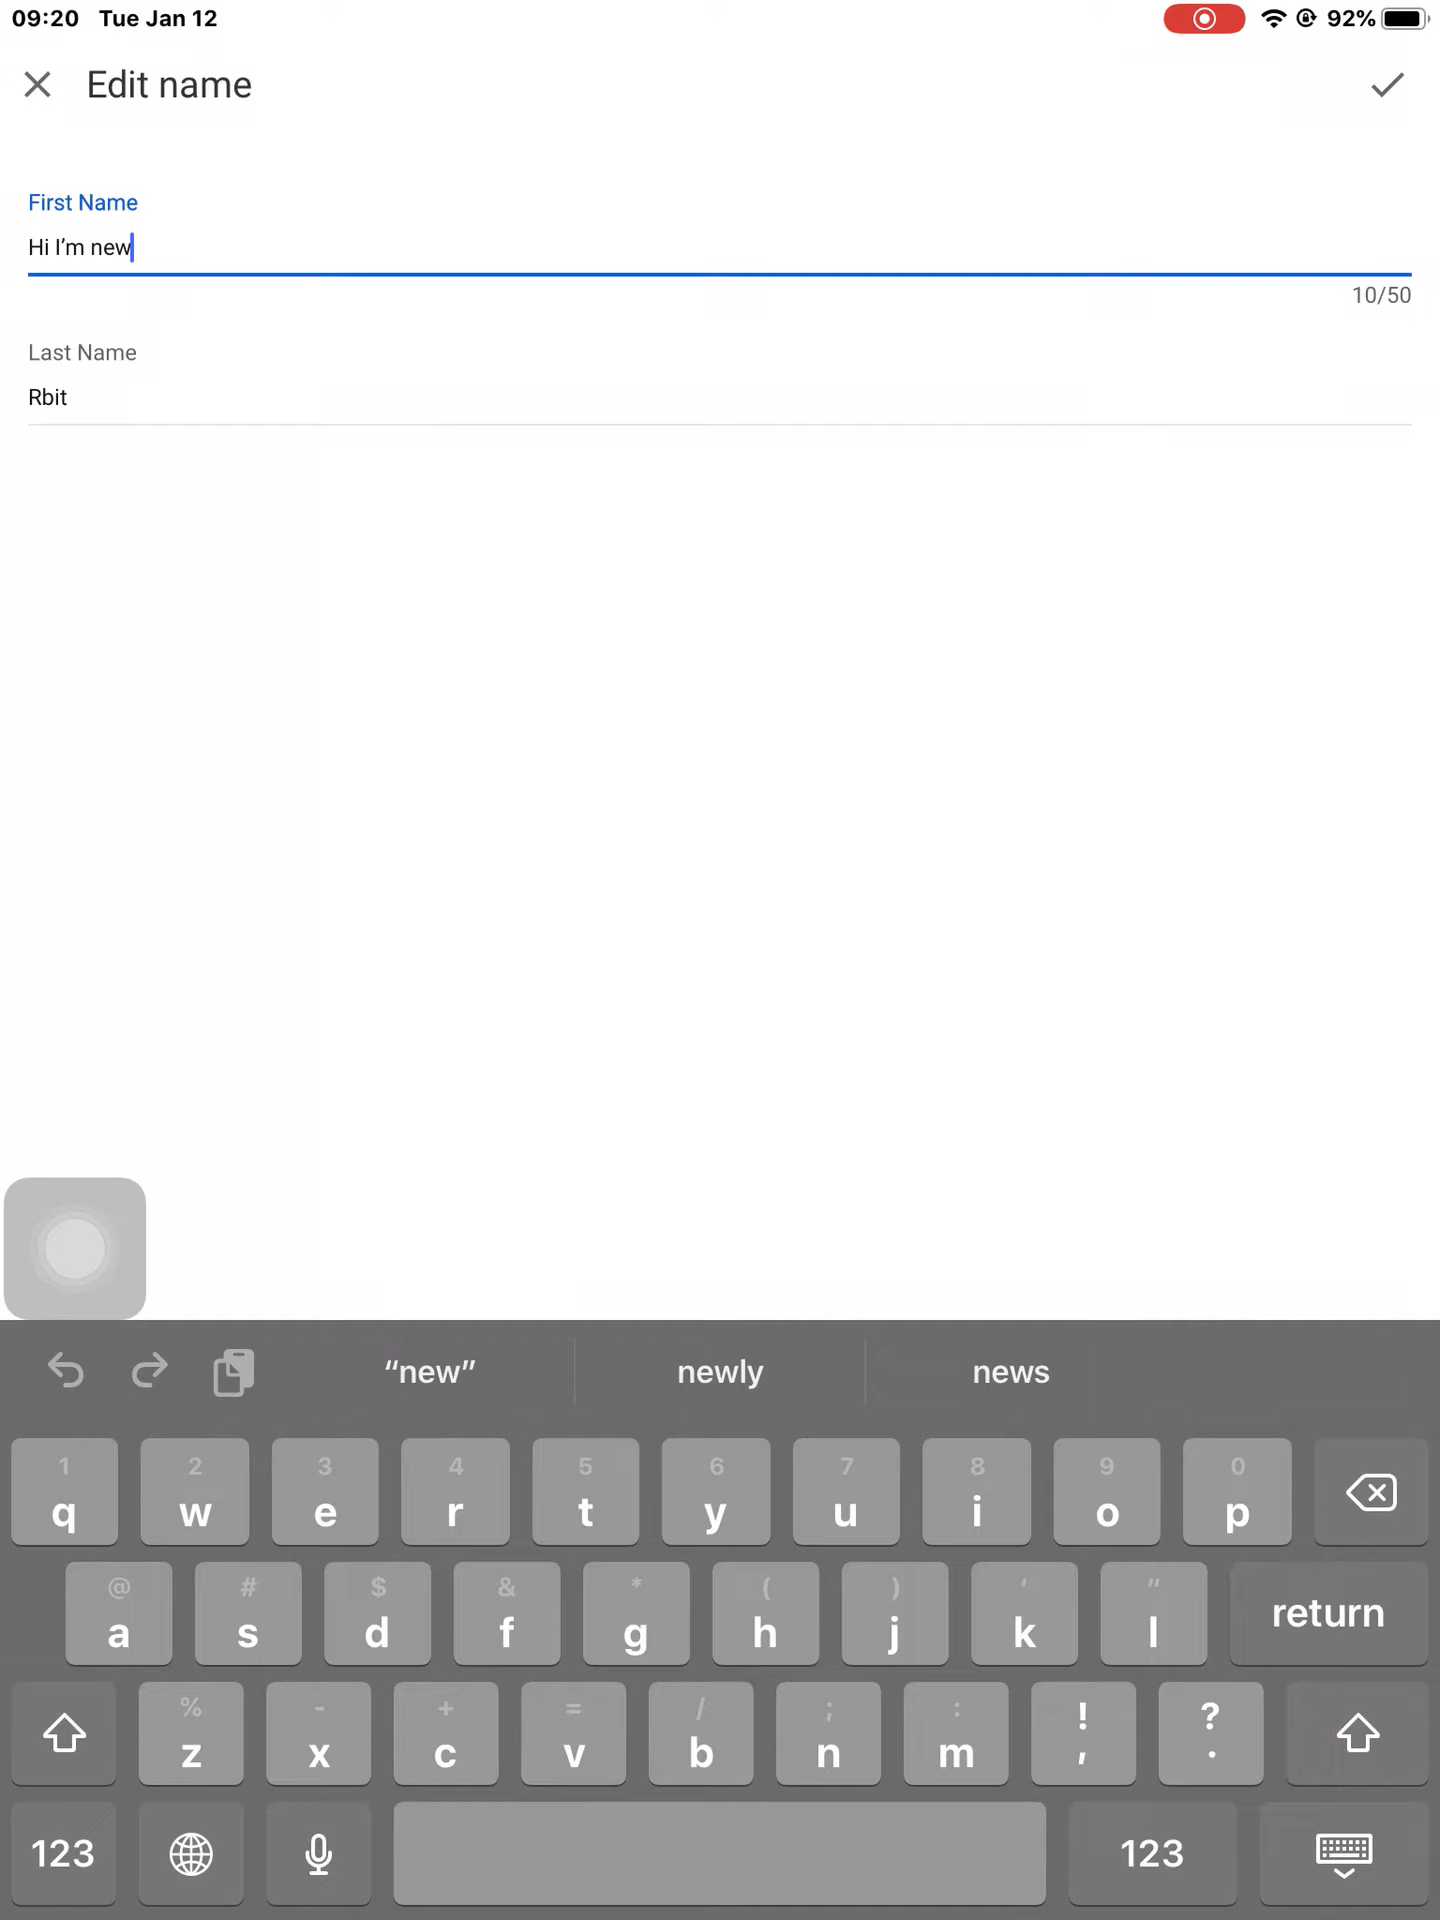 09:20 Tue Jan 12 92%
Edit name
First Name
Hi I’m new
10/50
Last Name
Rbit
“new” newly news
1 2 3 4 5 6 7 8 9 0
q w e r t y u i o p
@ # $ & * ( ) ' "
a s d f g h j k l return
% - + = / ; : ! ?
z x c v b n m , .
123 123